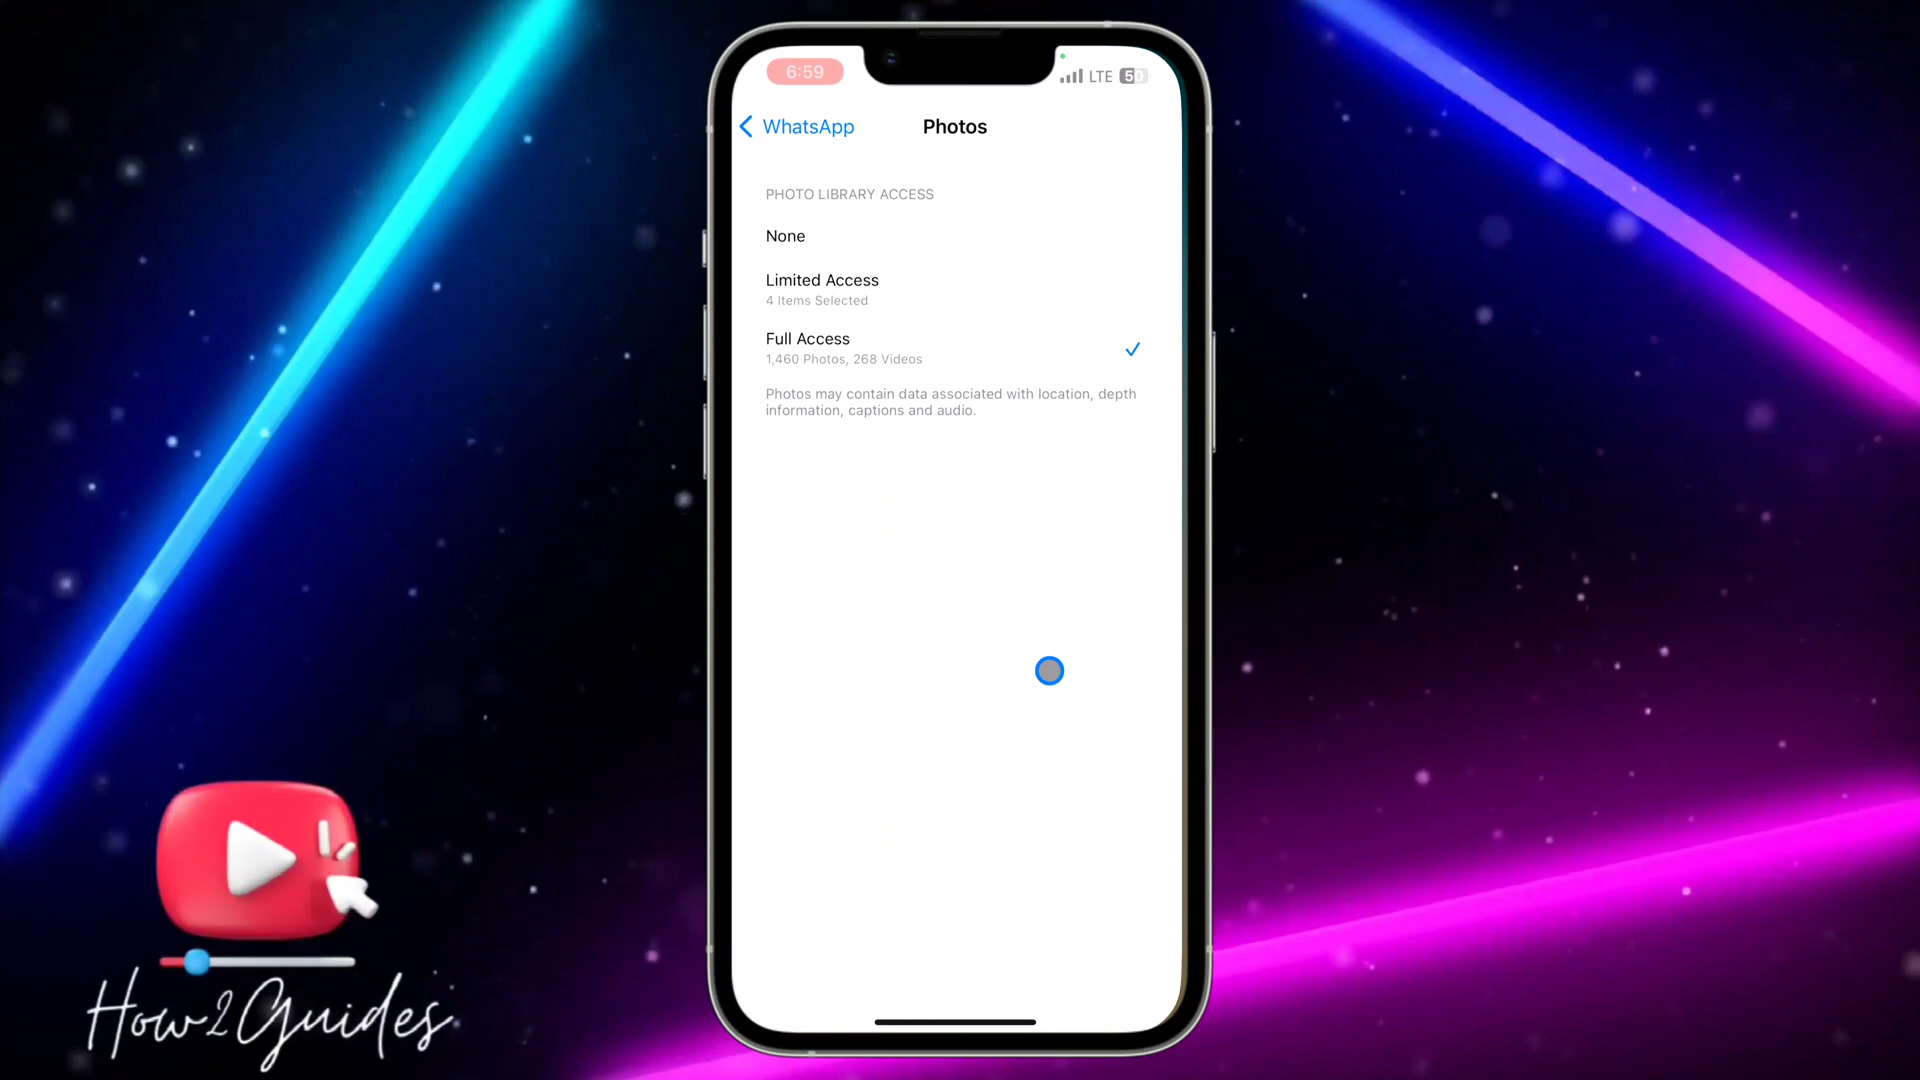 6:59
LTE 50
WhatsApp
Photos
PHOTO LIBRARY ACCESS
None
Limited Access
4 Items Selected
Full Access
1,460 Photos, 268 Videos
Photos may contain data associated with location, depth
information, captions and audio.
How2Guides